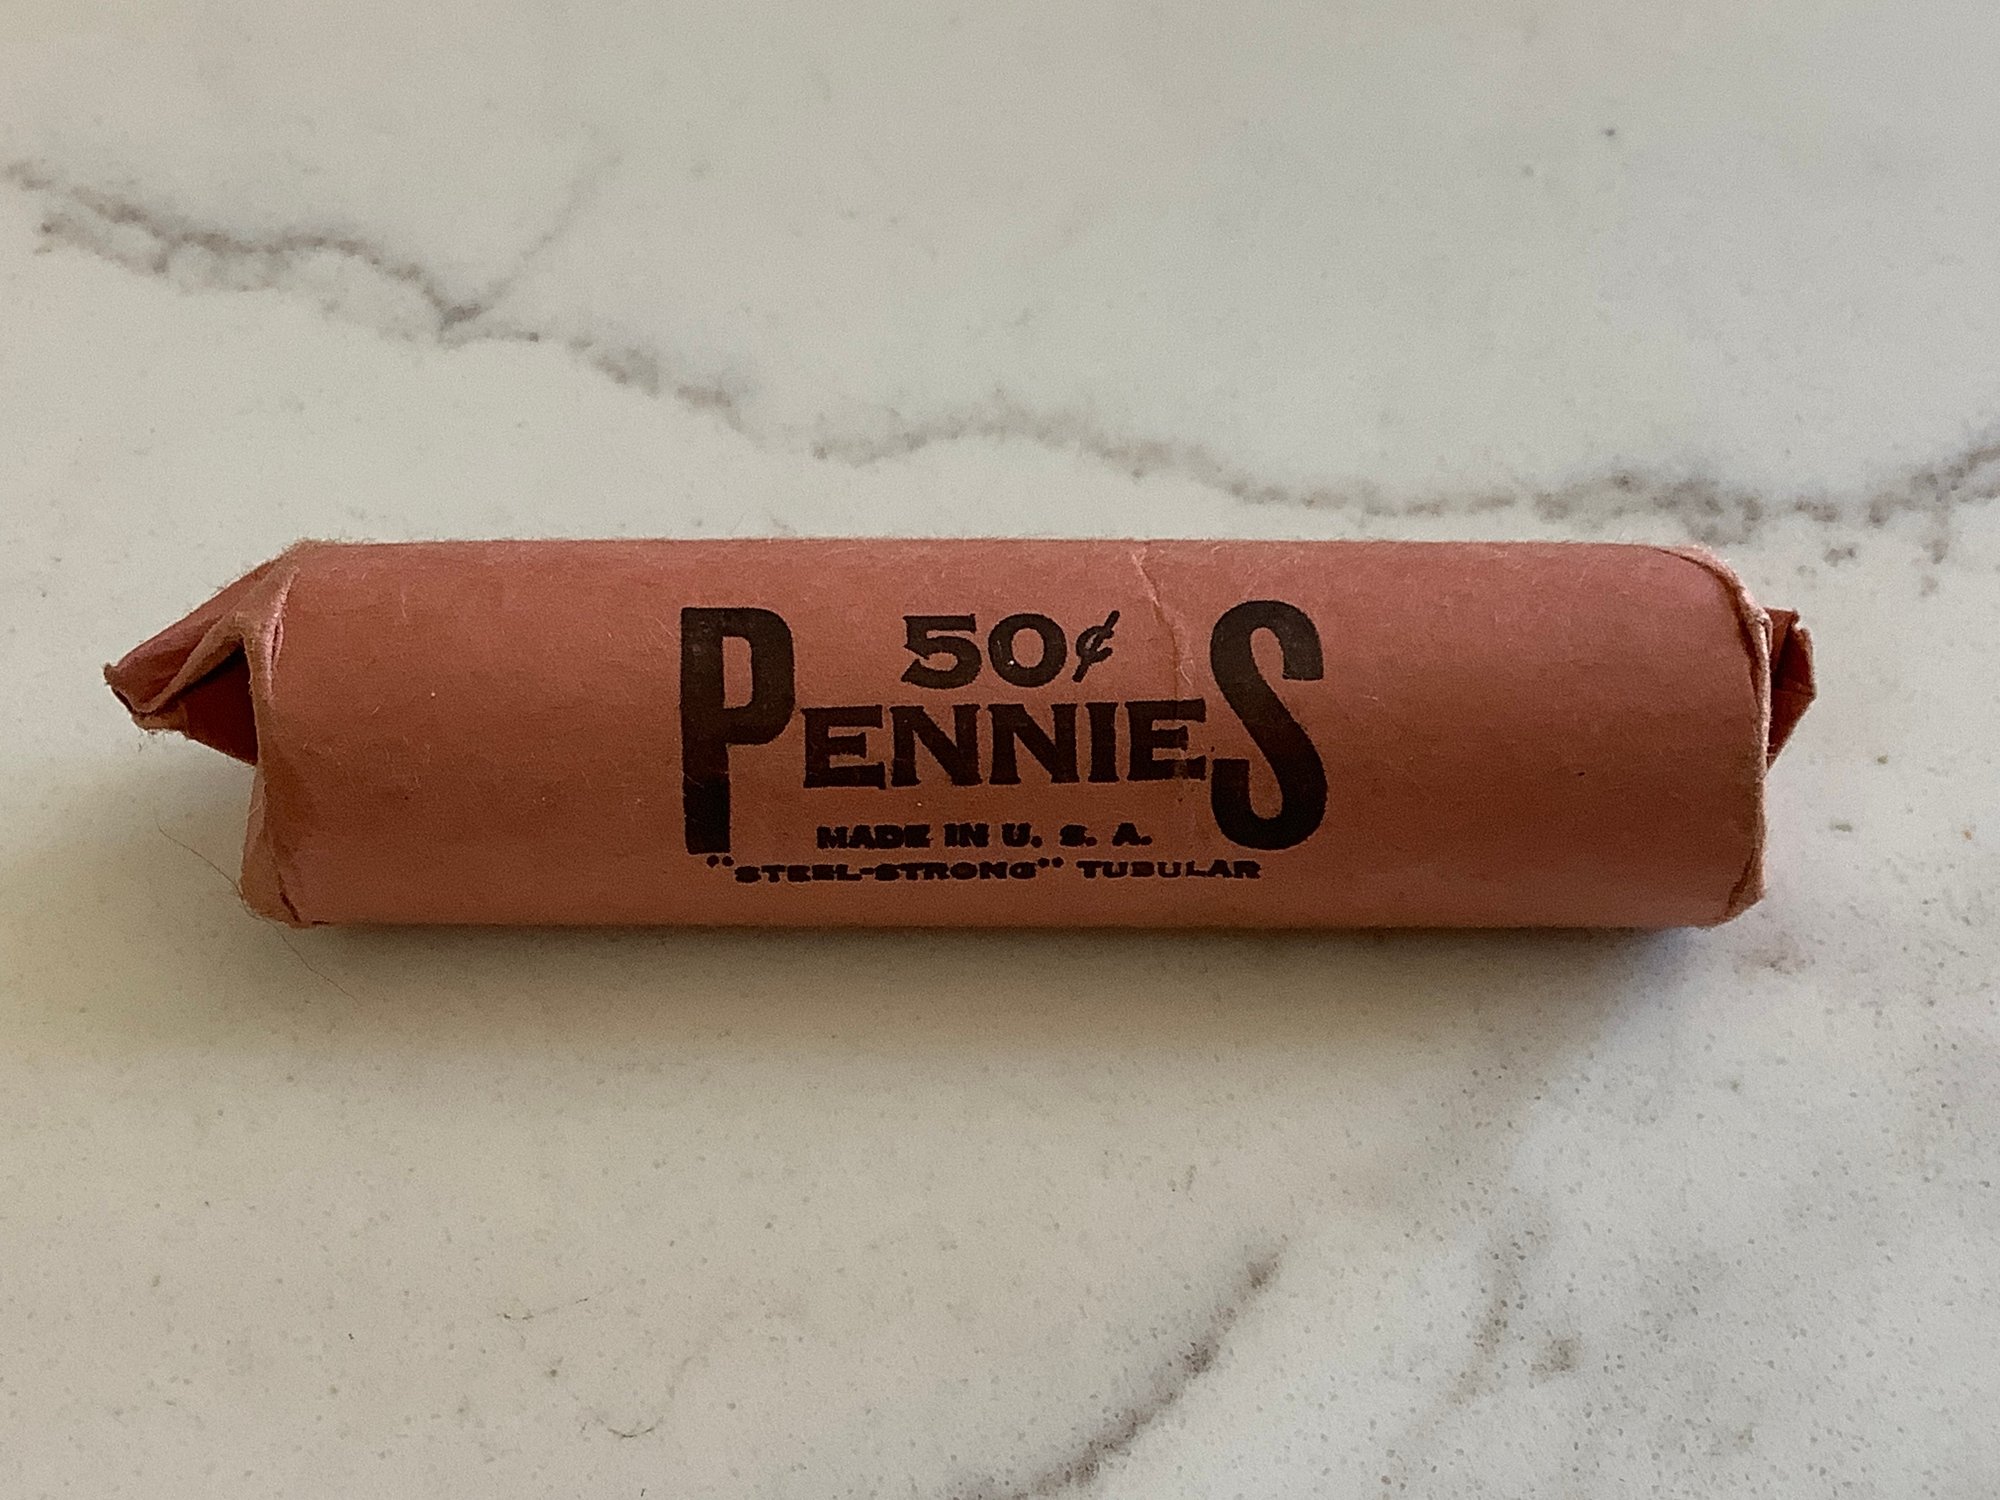 50¢
PENNIES
MADE IN U. S. A.
"STEEL-STRONG" TUBULAR